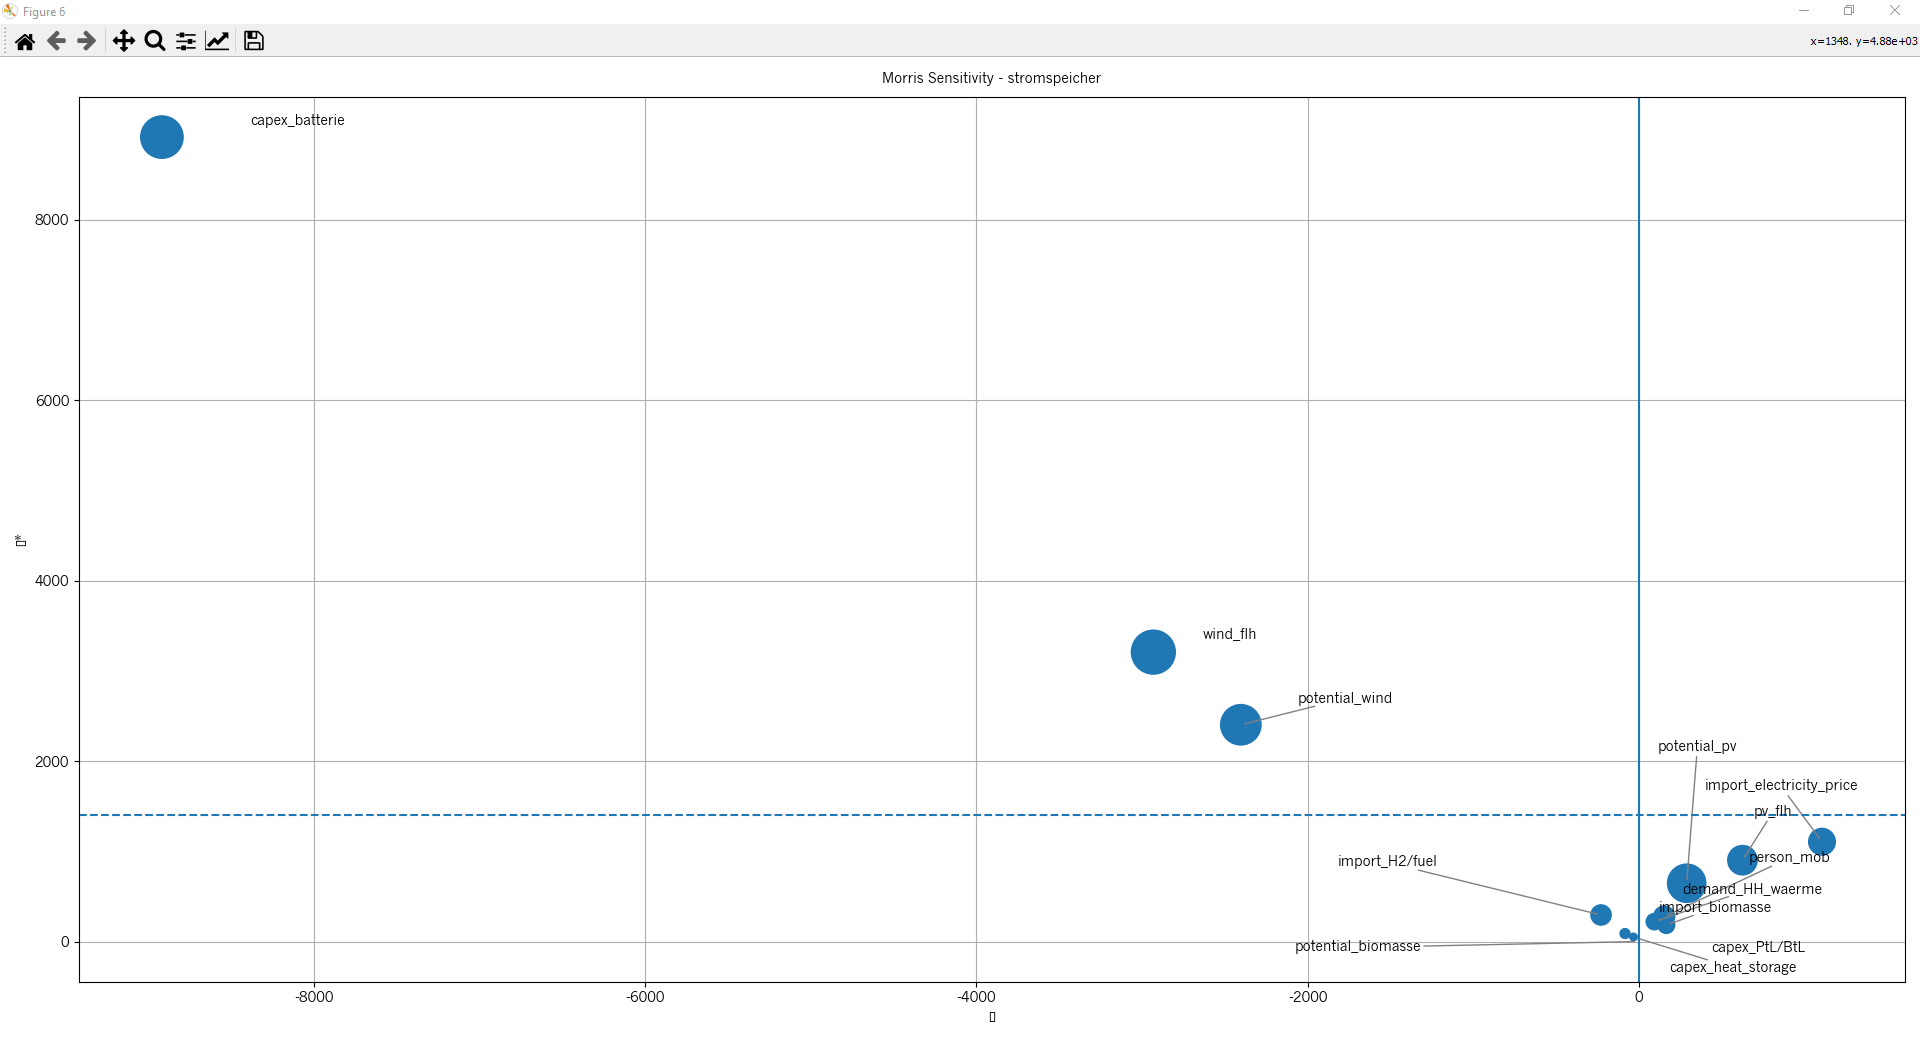 Figure 6
x=1348. y=4.88e+03
Morris Sensitivity - stromspeicher
capex_batterie
8000
6000
4000
2000
0
▯*
wind_flh
potential_wind
potential_pv
import_electricity_price
pv_flh
person_mob
import_H2/fuel
demand_HH_waerme
import_biomasse
potential_biomasse
capex_PtL/BtL
capex_heat_storage
-8000
-6000
-4000
-2000
0
▯